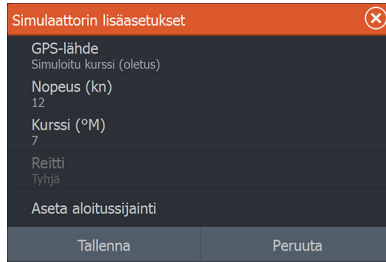 Simulaattorin lisäasetukset
GPS-lähde
Simuloitu kurssi (oletus)
Nopeus (kn)
12
Kurssi (°M)
7
Reitti
Tyhjä
Aseta aloitussijainti
Tallenna
Peruuta